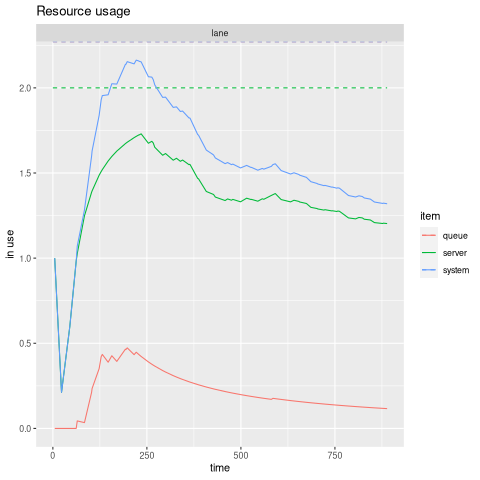 Resource usage
lane
2.0
1.5
1.0
0.5
0.0
in use
0
250
500
750
time
item
queue
server
system